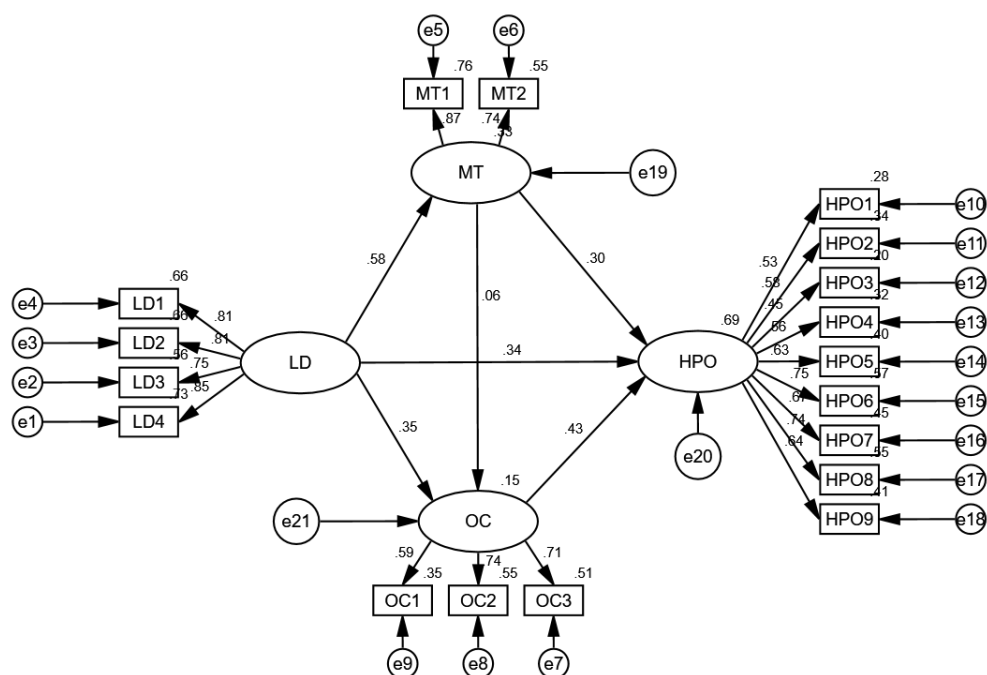 e5
e6
.76
.55
MT1
MT2
.87
.74
.33
MT
e19
.28
HPO1
e10
.34
HPO2
e11
.58
.30
.53
.20
.58
HPO3
e12
.66
.06
.45
.32
e4
LD1
.81
.69
.56
HPO4
e13
.66
.40
e3
LD2
.81
.63
HPO5
e14
.56
.75
LD
.34
HPO
.57
e2
LD3
.85
.75
HPO6
e15
.73
.45
e1
LD4
.74
HPO7
e16
.35
.43
.64
.55
e20
HPO8
e17
.15
.41
e21
OC
HPO9
e18
.59
.74
.71
.35
.55
.51
OC1
OC2
OC3
e9
e8
e7